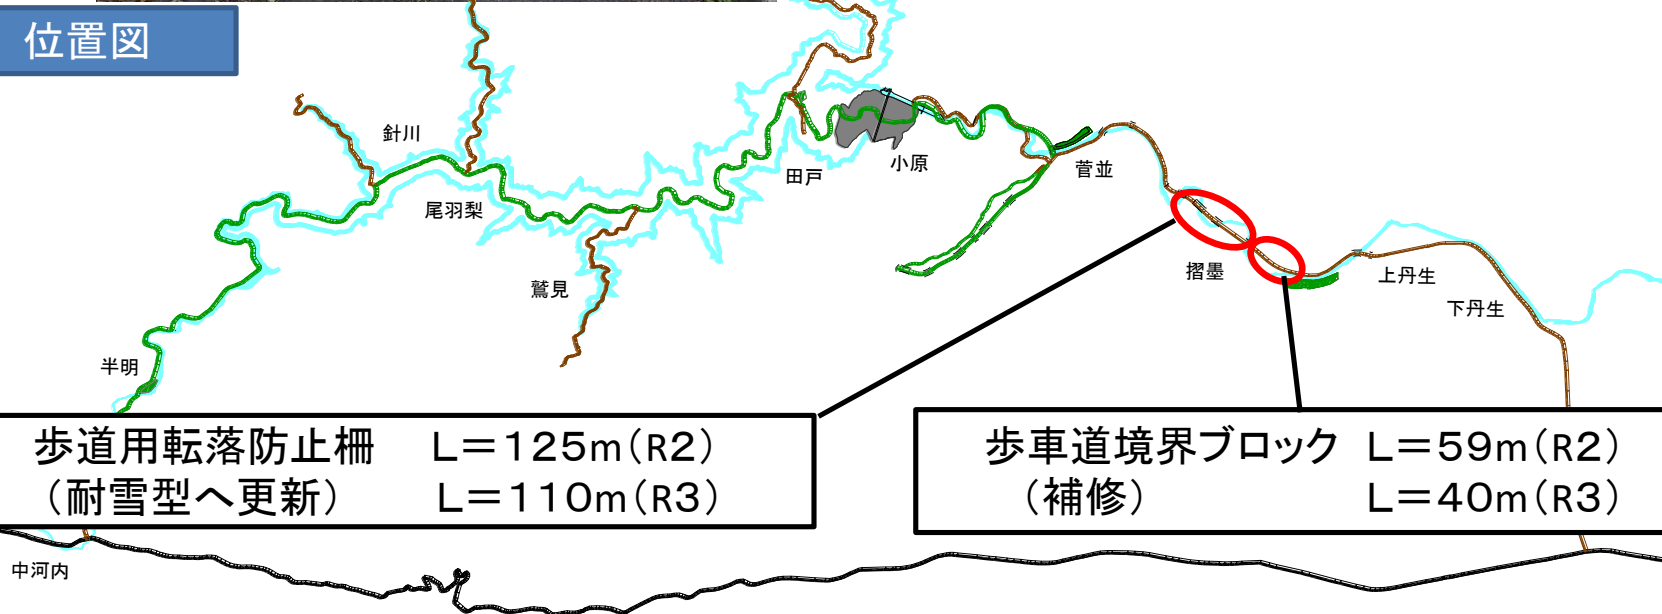 位置図
針川
尾羽梨
鷲見
田戸
小原
菅並
摺墨
上丹生
下丹生
半明
歩道用転落防止柵 L=125m(R2)
(耐雪型へ更新) L=110m(R3)
歩車道境界ブロック L=59m(R2)
(補修) L=40m(R3)
中河内